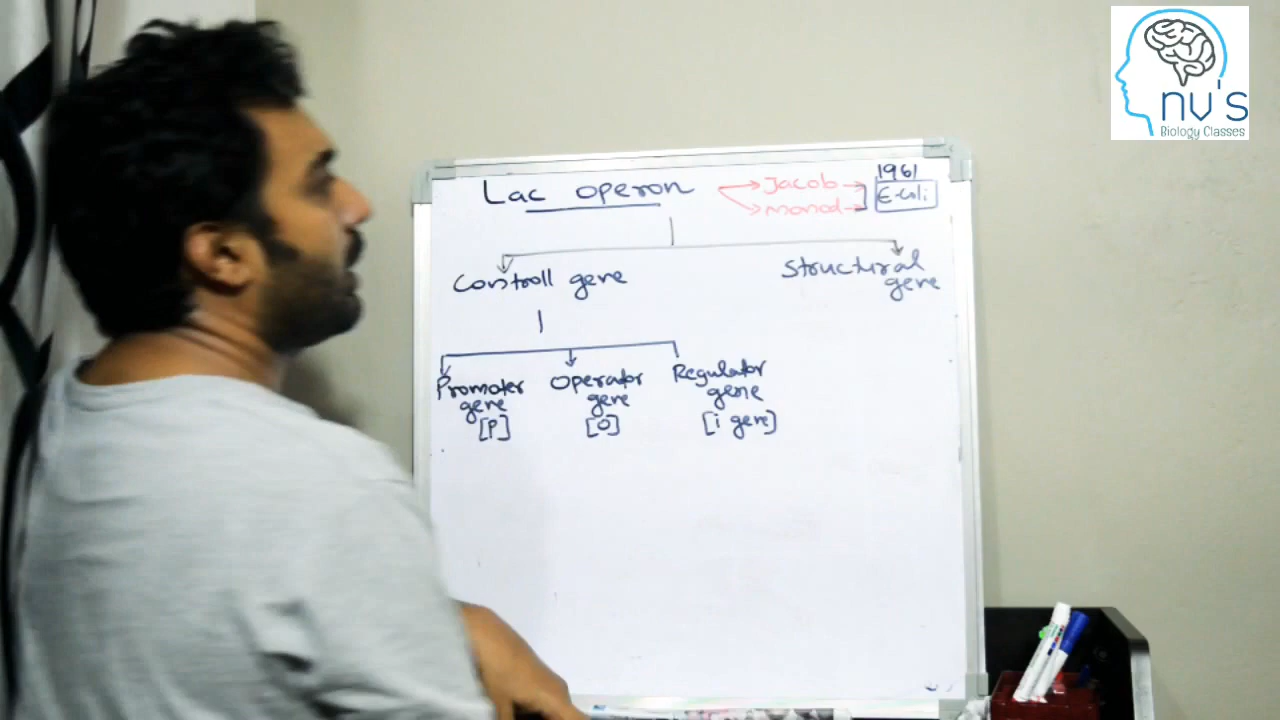 nv's
Biology Classes
1961
Lac operon Jacob E-coli
monod
Controll gene Structural
gene
Promoter Operator Regulator
gene gene gene
[P] [O] [i gene]